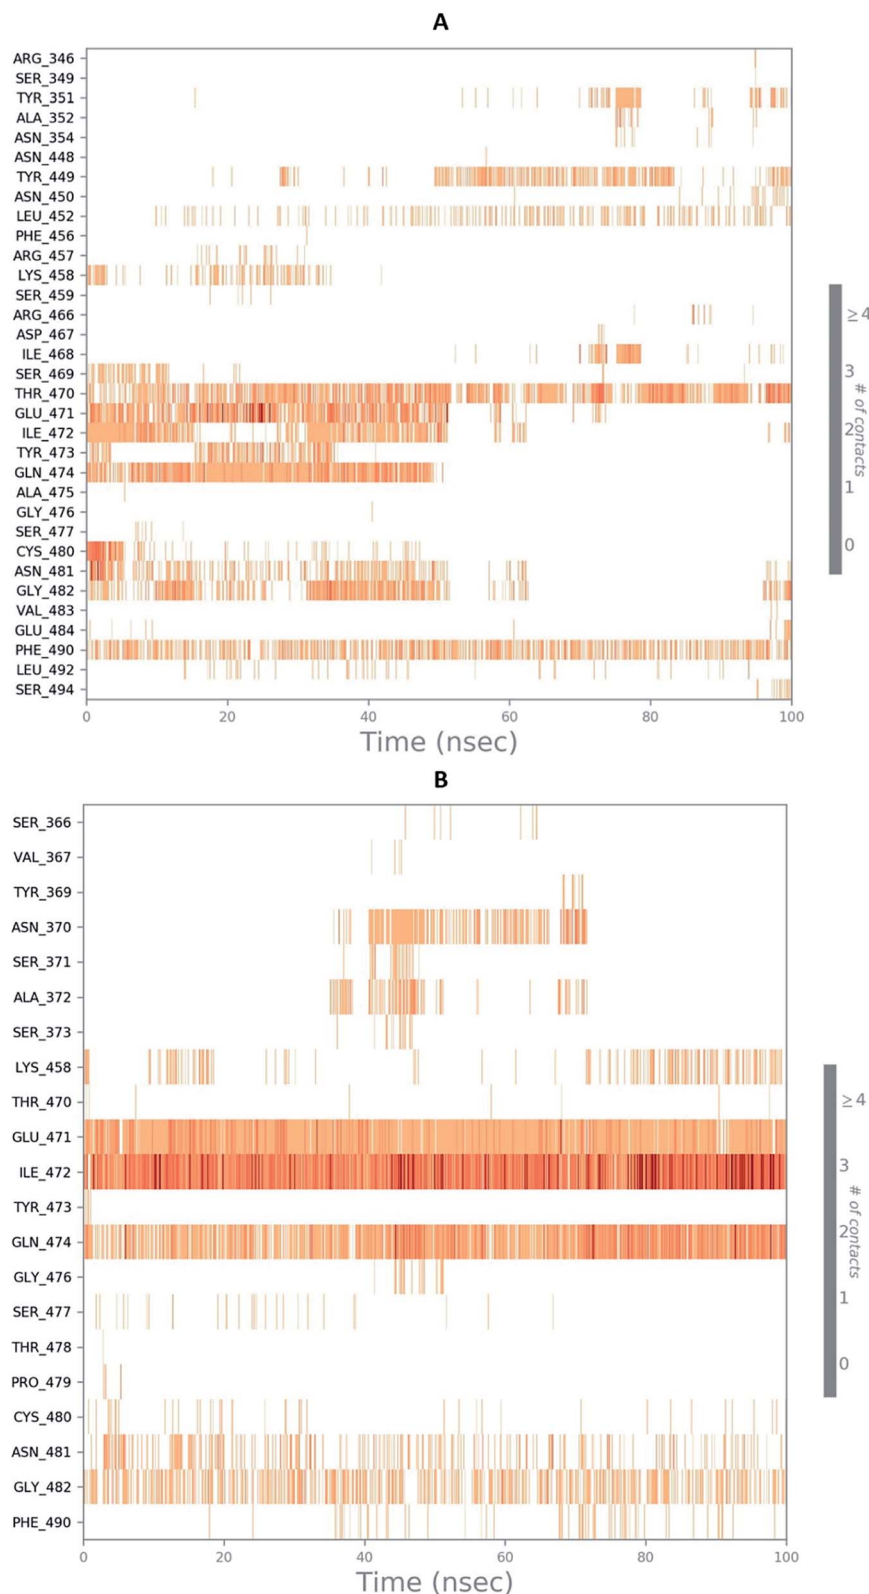 A
ARG_346
SER_349
TYR_351
ALA_352
ASN_354
ASN_448
TYR_449
ASN_450
LEU_452
PHE_456
ARG_457
LYS_458
SER_459
ARG_466
ASP_467
ILE_468
SER_469
THR_470
GLU_471
ILE_472
TYR_473
GLN_474
ALA_475
GLY_476
SER_477
CYS_480
ASN_481
GLY_482
VAL_483
GLU_484
PHE_490
LEU_492
SER_494
0 20 40 60 80 100
Time (nsec)
≥4
3
2
1
0
# of contacts
B
SER_366
VAL_367
TYR_369
ASN_370
SER_371
ALA_372
SER_373
LYS_458
THR_470
GLU_471
ILE_472
TYR_473
GLN_474
GLY_476
SER_477
THR_478
PRO_479
CYS_480
ASN_481
GLY_482
PHE_490
0 20 40 60 80 100
Time (nsec)
≥4
3
2
1
0
# of contacts